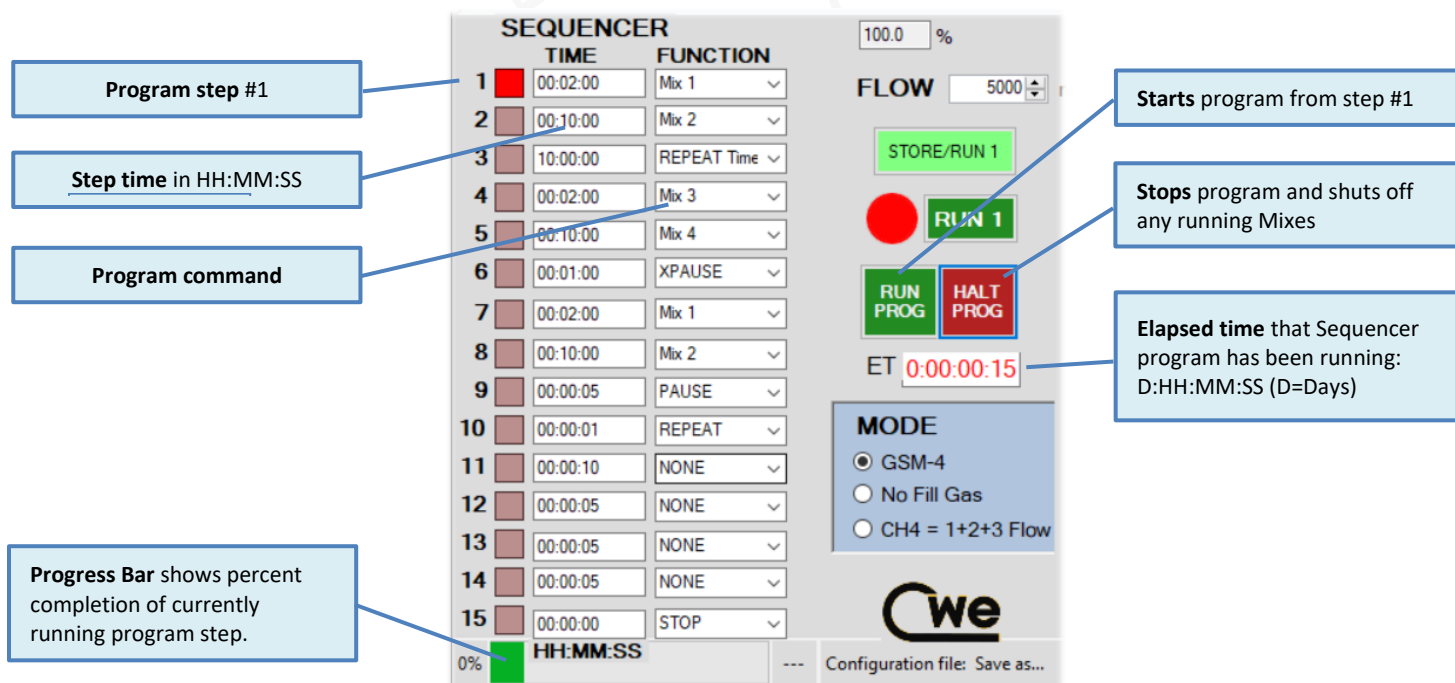 SEQUENCER
TIME FUNCTION
1 00:02:00 Mix 1
2 00:10:00 Mix 2
3 10:00:00 REPEAT Time
4 00:02:00 Mix 3
5 00:10:00 Mix 4
6 00:01:00 XPAUSE
7 00:02:00 Mix 1
8 00:10:00 Mix 2
9 00:00:05 PAUSE
10 00:00:01 REPEAT
11 00:00:10 NONE
12 00:00:05 NONE
13 00:00:05 NONE
14 00:00:05 NONE
15 00:00:00 STOP
HH:MM:SS
0%
---
Configuration file: Save as...
100.0 %
FLOW 5000
STORE/RUN 1
RUN 1
RUN
PROG
HALT
PROG
ET 0:00:00:15
MODE
GSM-4
No Fill Gas
CH4 = 1+2+3 Flow
Cwe
Program step #1
Step time in HH:MM:SS
Program command
Progress Bar shows percent
completion of currently
running program step.
Starts program from step #1
Stops program and shuts off
any running Mixes
Elapsed time that Sequencer
program has been running:
D:HH:MM:SS (D=Days)